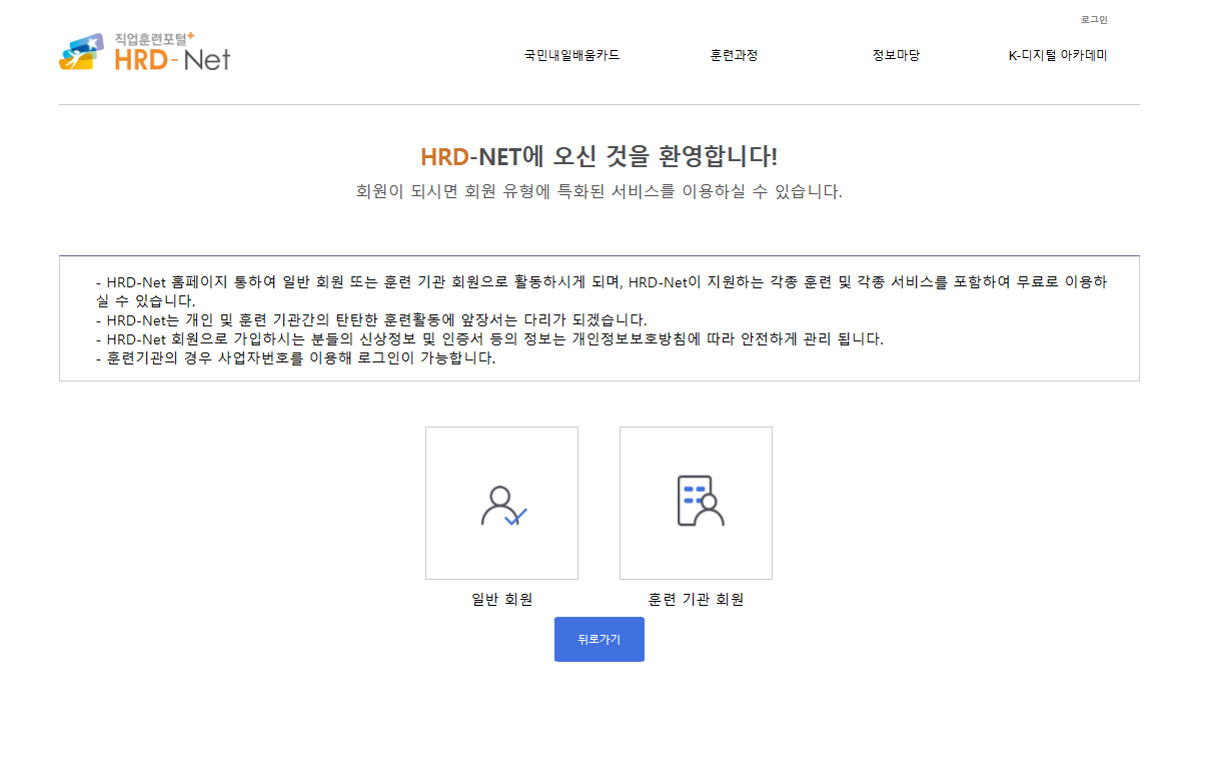 로그인
직업훈련포털+
HRD-Net
국민내일배움카드 훈련과정 정보마당 K-디지털 아카데미
HRD-NET에 오신 것을 환영합니다!
회원이 되시면 회원 유형에 특화된 서비스를 이용하실 수 있습니다.
- HRD-Net 홈페이지 통하여 일반 회원 또는 훈련 기관 회원으로 활동하시게 되며, HRD-Net이 지원하는 각종 훈련 및 각종 서비스를 포함하여 무료로 이용하
실 수 있습니다.
- HRD-Net는 개인 및 훈련 기관간의 탄탄한 훈련활동에 앞장서는 다리가 되겠습니다.
- HRD-Net 회원으로 가입하시는 분들의 신상정보 및 인증서 등의 정보는 개인정보보호방침에 따라 안전하게 관리 됩니다.
- 훈련기관의 경우 사업자번호를 이용해 로그인이 가능합니다.
일반 회원 훈련 기관 회원
뒤로가기